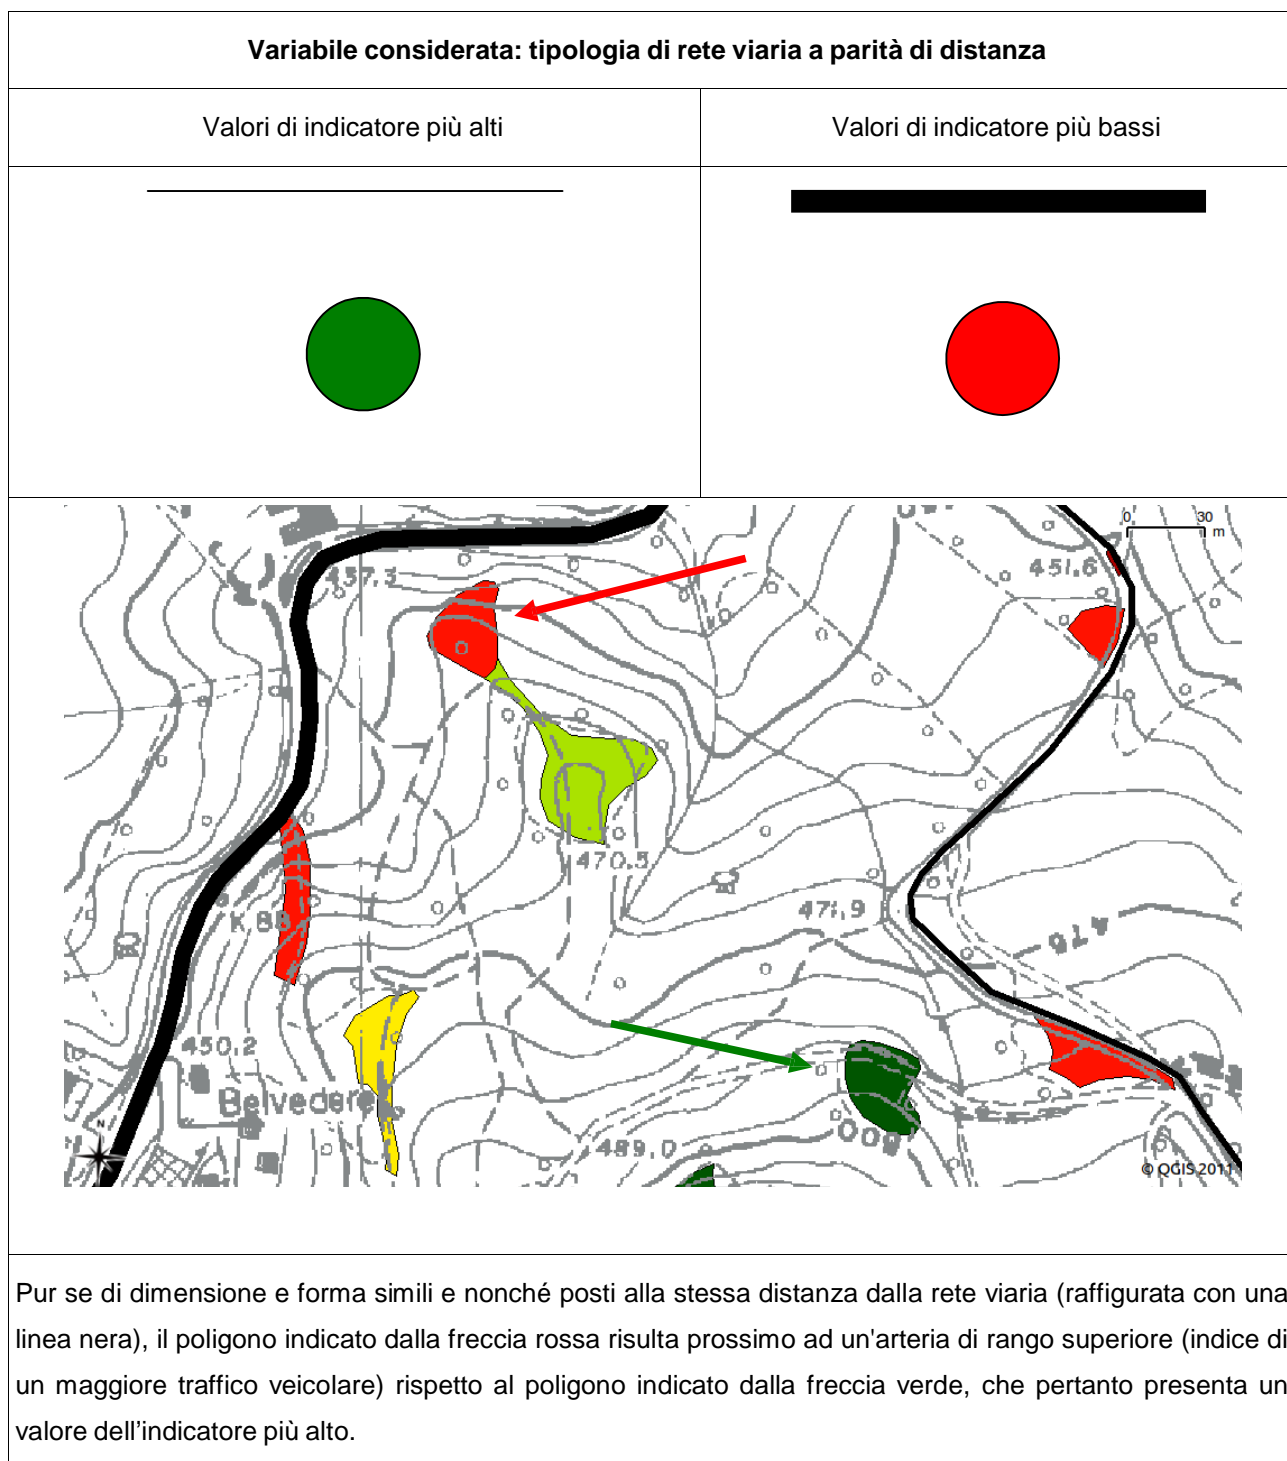 Variabile considerata: tipologia di rete viaria a parità di distanza
Valori di indicatore più alti
Valori di indicatore più bassi
0 30
m
457.3
451.6
470.5
471.9
K 88
475
450.2
Belvedere
500
489.0
N
© QGIS 2011
Pur se di dimensione e forma simili e nonché posti alla stessa distanza dalla rete viaria (raffigurata con una
linea nera), il poligono indicato dalla freccia rossa risulta prossimo ad un'arteria di rango superiore (indice di
un maggiore traffico veicolare) rispetto al poligono indicato dalla freccia verde, che pertanto presenta un
valore dell’indicatore più alto.